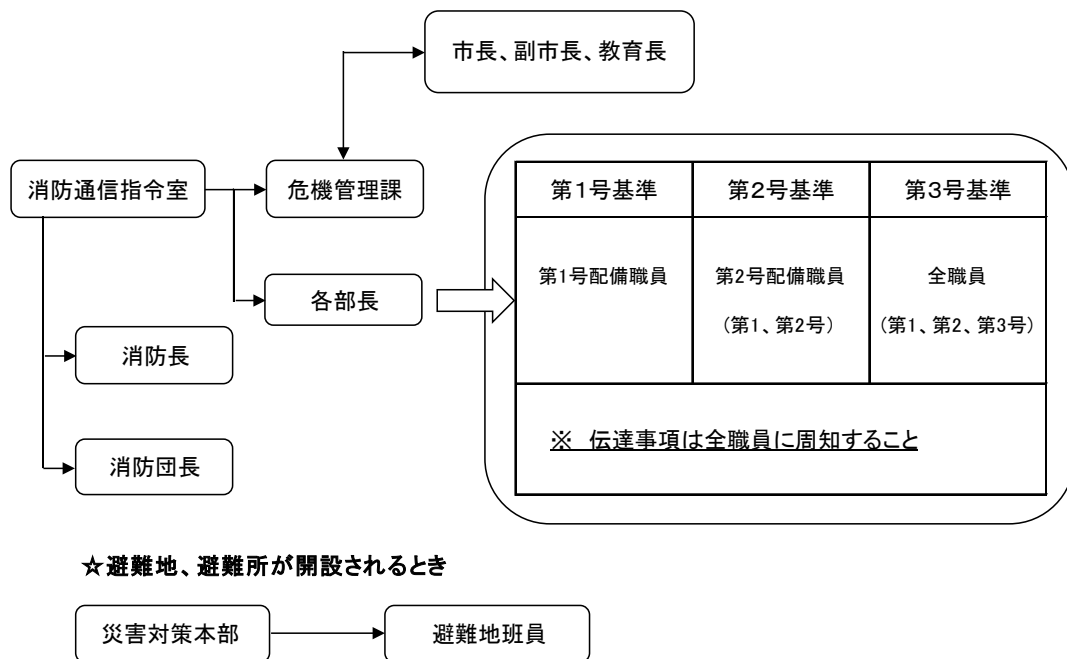 市長、副市長、教育長
消防通信指令室
危機管理課
各部長
消防長
消防団長
第1号基準 第2号基準 第3号基準
第1号配備職員 第2号配備職員 全職員
（第1、第2号） （第1、第2、第3号）
※ 伝達事項は全職員に周知すること
☆避難地、避難所が開設されるとき
災害対策本部 避難地班員